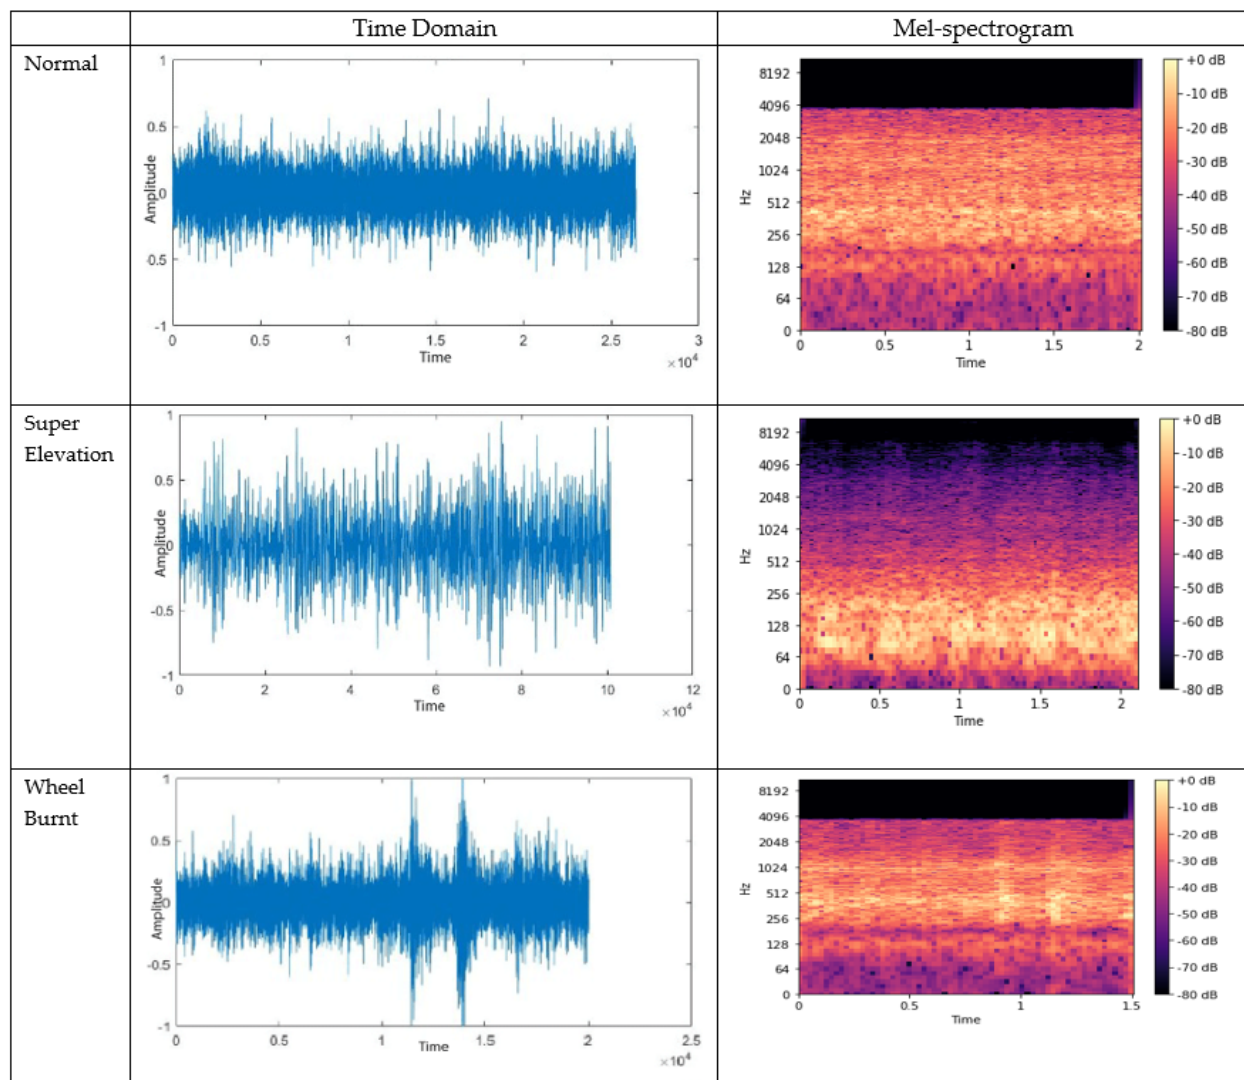 Time Domain
Mel-spectrogram
Normal
1
0.5
0
-0.5
-1
Amplitude
0
0.5
1
1.5
2
2.5
3
Time
×10⁴
8192
4096
2048
1024
512
256
128
64
0
Hz
0
0.5
1
1.5
2
Time
+0 dB
-10 dB
-20 dB
-30 dB
-40 dB
-50 dB
-60 dB
-70 dB
-80 dB
Super
Elevation
1
0.5
0
-0.5
-1
Amplitude
0
2
4
6
8
10
12
Time
×10⁴
8192
4096
2048
1024
512
256
128
64
0
Hz
0
0.5
1
1.5
2
Time
+0 dB
-10 dB
-20 dB
-30 dB
-40 dB
-50 dB
-60 dB
-70 dB
-80 dB
Wheel
Burnt
1
0.5
0
-0.5
-1
Amplitude
0
0.5
1
1.5
2
2.5
Time
×10⁴
8192
4096
2048
1024
512
256
128
64
0
Hz
0
0.5
1
1.5
Time
+0 dB
-10 dB
-20 dB
-30 dB
-40 dB
-50 dB
-60 dB
-70 dB
-80 dB